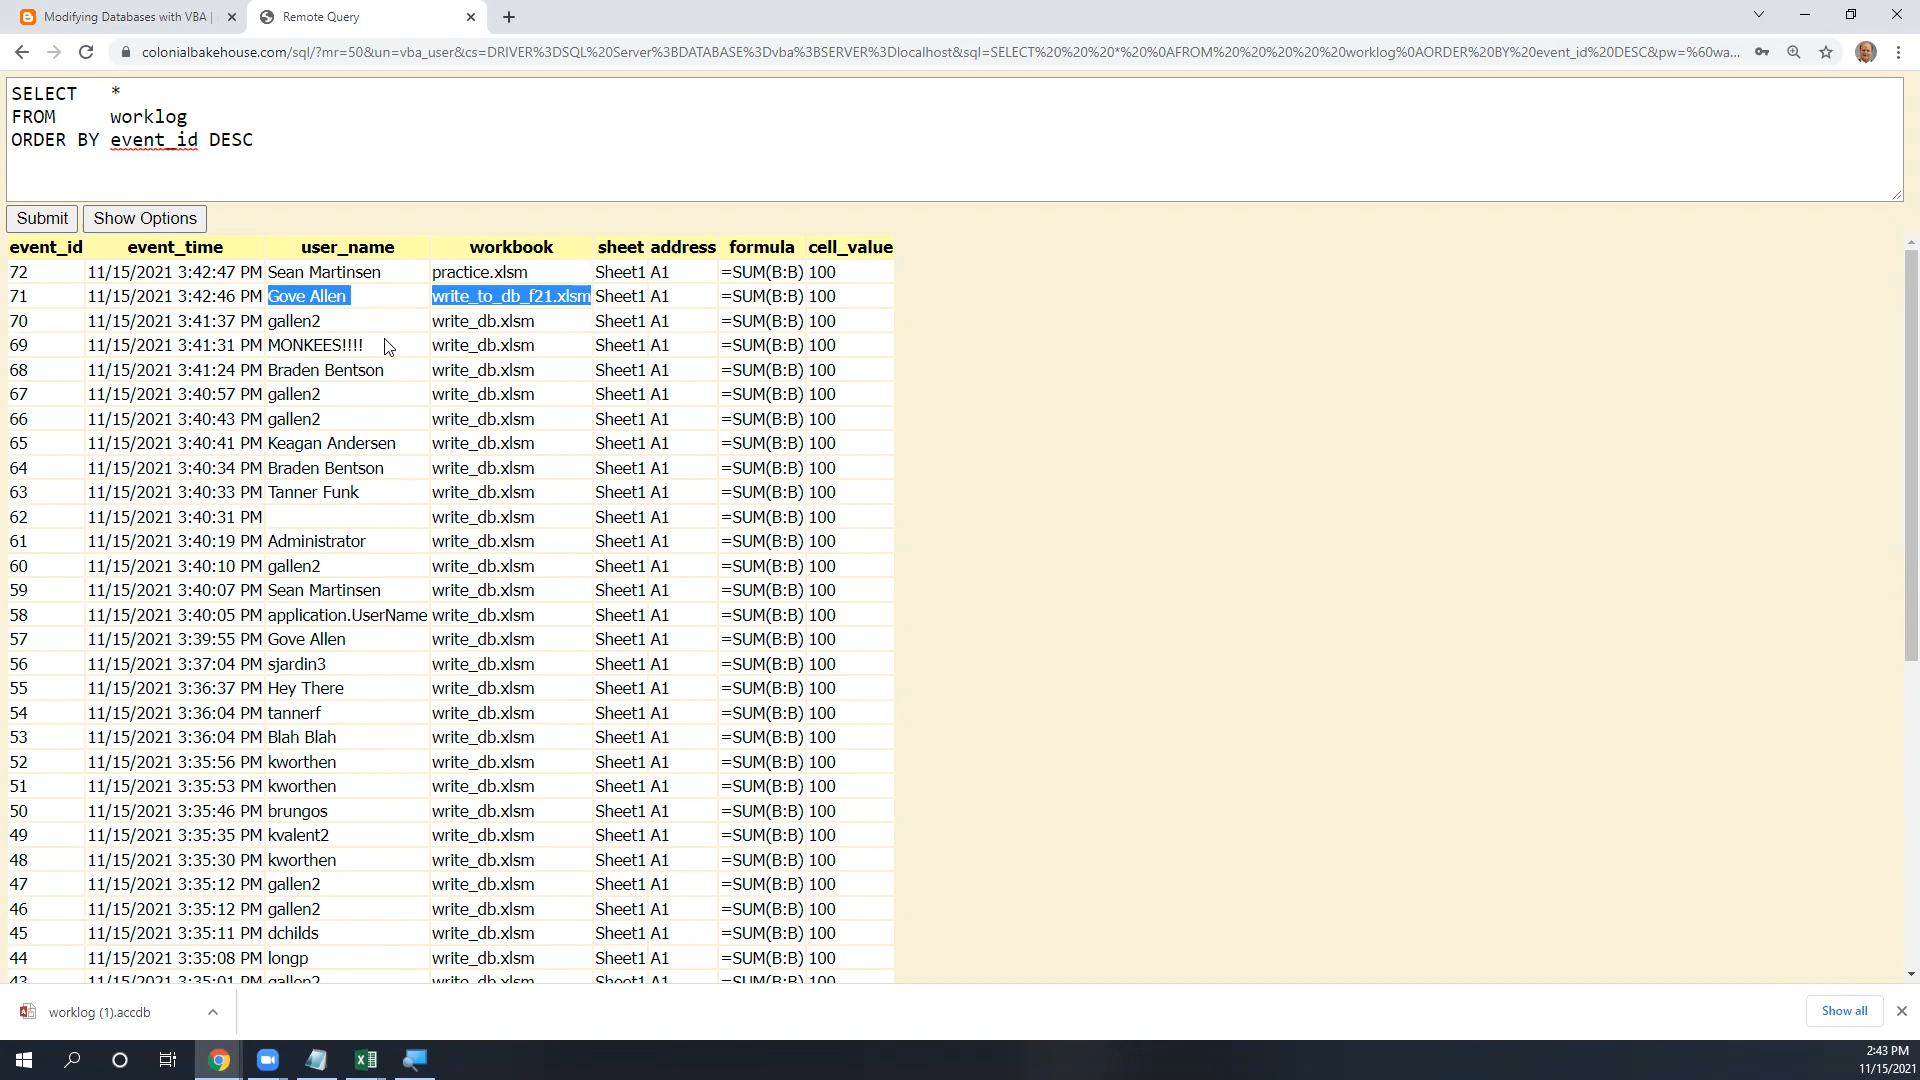 Modifying Databases with VBA |
Remote Query
colonialbakehouse.com/sql/?mr=50&un=vba_user&cs=DRIVER%3DSQL%20Server%3BDATABASE%3Dvba%3BSERVER%3Dlocalhost&sql=SELECT%20%20%20*%20%0AFROM%20%20%20%20%20worklog%0AORDER%20BY%20event_id%20DESC&pw=%60wa...
SELECT   *
FROM     worklog
ORDER BY event_id DESC
Submit Show Options
event_id event_time user_name workbook sheet address formula cell_value
72 11/15/2021 3:42:47 PM Sean Martinsen practice.xlsm Sheet1 A1 =SUM(B:B) 100
71 11/15/2021 3:42:46 PM Gove Allen write_to_db_f21.xlsm Sheet1 A1 =SUM(B:B) 100
70 11/15/2021 3:41:37 PM gallen2 write_db.xlsm Sheet1 A1 =SUM(B:B) 100
69 11/15/2021 3:41:31 PM MONKEES!!!! write_db.xlsm Sheet1 A1 =SUM(B:B) 100
68 11/15/2021 3:41:24 PM Braden Bentson write_db.xlsm Sheet1 A1 =SUM(B:B) 100
67 11/15/2021 3:40:57 PM gallen2 write_db.xlsm Sheet1 A1 =SUM(B:B) 100
66 11/15/2021 3:40:43 PM gallen2 write_db.xlsm Sheet1 A1 =SUM(B:B) 100
65 11/15/2021 3:40:41 PM Keagan Andersen write_db.xlsm Sheet1 A1 =SUM(B:B) 100
64 11/15/2021 3:40:34 PM Braden Bentson write_db.xlsm Sheet1 A1 =SUM(B:B) 100
63 11/15/2021 3:40:33 PM Tanner Funk write_db.xlsm Sheet1 A1 =SUM(B:B) 100
62 11/15/2021 3:40:31 PM write_db.xlsm Sheet1 A1 =SUM(B:B) 100
61 11/15/2021 3:40:19 PM Administrator write_db.xlsm Sheet1 A1 =SUM(B:B) 100
60 11/15/2021 3:40:10 PM gallen2 write_db.xlsm Sheet1 A1 =SUM(B:B) 100
59 11/15/2021 3:40:07 PM Sean Martinsen write_db.xlsm Sheet1 A1 =SUM(B:B) 100
58 11/15/2021 3:40:05 PM application.UserName write_db.xlsm Sheet1 A1 =SUM(B:B) 100
57 11/15/2021 3:39:55 PM Gove Allen write_db.xlsm Sheet1 A1 =SUM(B:B) 100
56 11/15/2021 3:37:04 PM sjardin3 write_db.xlsm Sheet1 A1 =SUM(B:B) 100
55 11/15/2021 3:36:37 PM Hey There write_db.xlsm Sheet1 A1 =SUM(B:B) 100
54 11/15/2021 3:36:04 PM tannerf write_db.xlsm Sheet1 A1 =SUM(B:B) 100
53 11/15/2021 3:36:04 PM Blah Blah write_db.xlsm Sheet1 A1 =SUM(B:B) 100
52 11/15/2021 3:35:56 PM kworthen write_db.xlsm Sheet1 A1 =SUM(B:B) 100
51 11/15/2021 3:35:53 PM kworthen write_db.xlsm Sheet1 A1 =SUM(B:B) 100
50 11/15/2021 3:35:46 PM brungos write_db.xlsm Sheet1 A1 =SUM(B:B) 100
49 11/15/2021 3:35:35 PM kvalent2 write_db.xlsm Sheet1 A1 =SUM(B:B) 100
48 11/15/2021 3:35:30 PM kworthen write_db.xlsm Sheet1 A1 =SUM(B:B) 100
47 11/15/2021 3:35:12 PM gallen2 write_db.xlsm Sheet1 A1 =SUM(B:B) 100
46 11/15/2021 3:35:12 PM gallen2 write_db.xlsm Sheet1 A1 =SUM(B:B) 100
45 11/15/2021 3:35:11 PM dchilds write_db.xlsm Sheet1 A1 =SUM(B:B) 100
44 11/15/2021 3:35:08 PM longp write_db.xlsm Sheet1 A1 =SUM(B:B) 100
43 11/15/2021 3:35:01 PM gallen2 write_db.xlsm Sheet1 A1 =SUM(B:B) 100
worklog (1).accdb
Show all
2:43 PM
11/15/2021